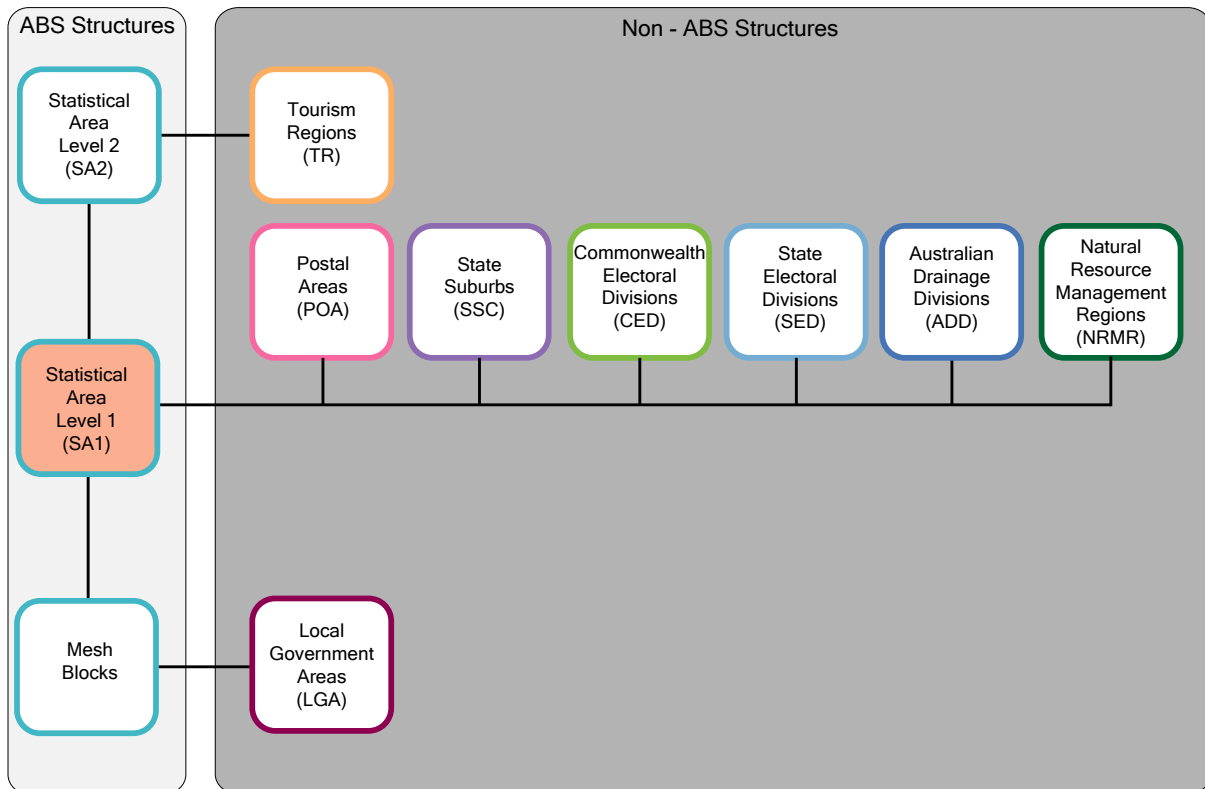 ABS Structures
Non - ABS Structures
Statistical
Area
Level 2
(SA2)
Tourism
Regions
(TR)
Postal
Areas
(POA)
State
Suburbs
(SSC)
Commonwealth
Electoral
Divisions
(CED)
State
Electoral
Divisions
(SED)
Australian
Drainage
Divisions
(ADD)
Natural
Resource
Management
Regions
(NRMR)
Statistical
Area
Level 1
(SA1)
Mesh
Blocks
Local
Government
Areas
(LGA)